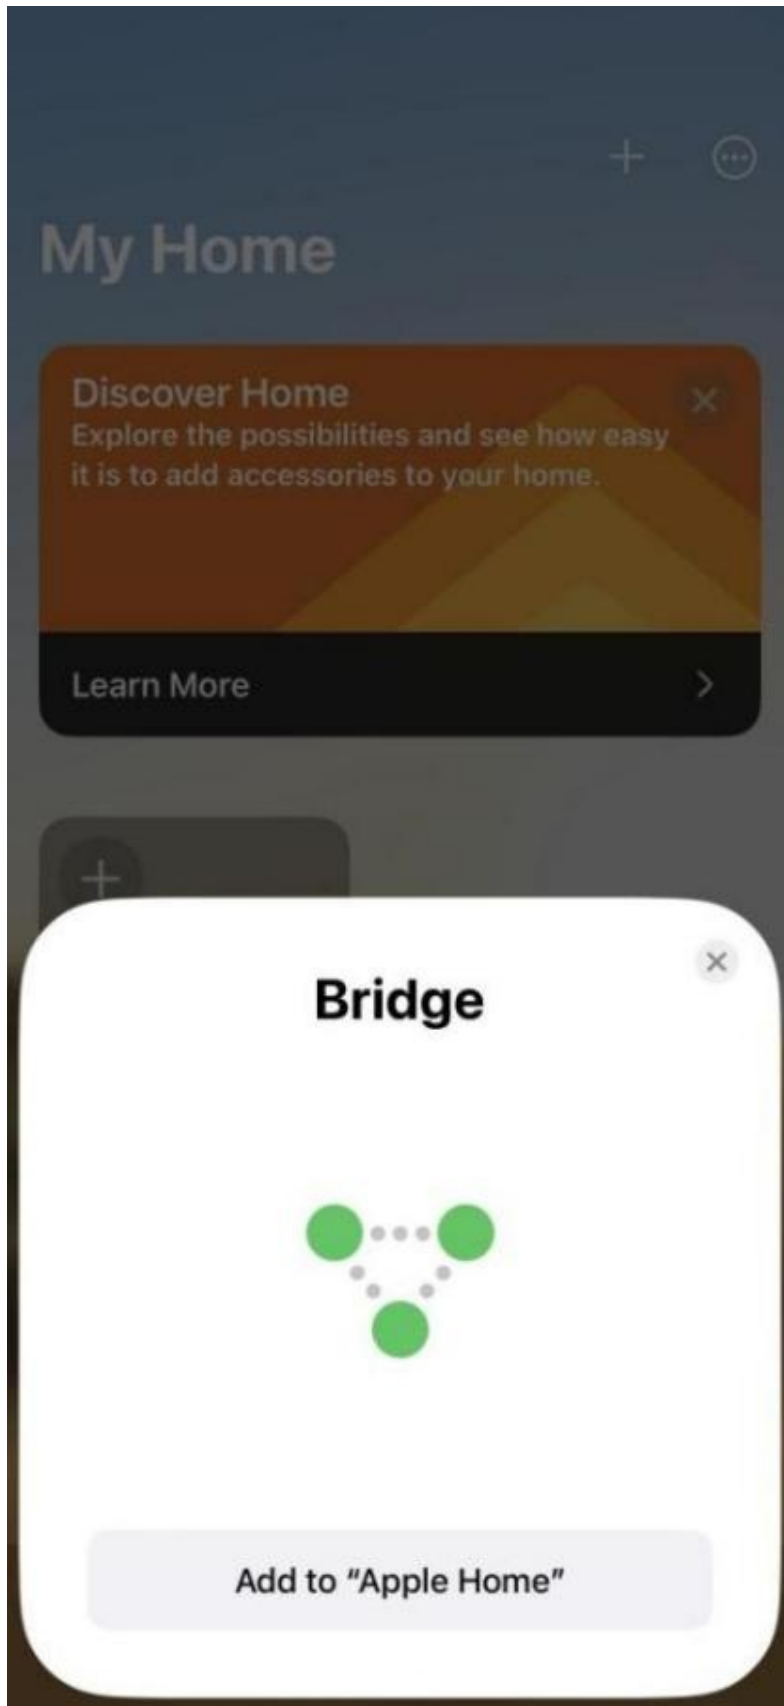 My Home
Discover Home
Explore the possibilities and see how easy
it is to add accessories to your home.
Learn More
Bridge
Add to “Apple Home”